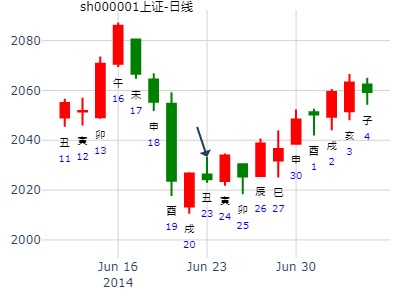 sh000001上证-日线
2080
2060
2040
2020
2000
丑 11
寅 12
卯 13
午 16
未 17
申 18
酉 19
戌 20
丑 23
寅 24
卯 25
辰 26
巳 27
申 30
酉 1
戌 2
亥 3
子 4
Jun 16 Jun 23 Jun 30
2014